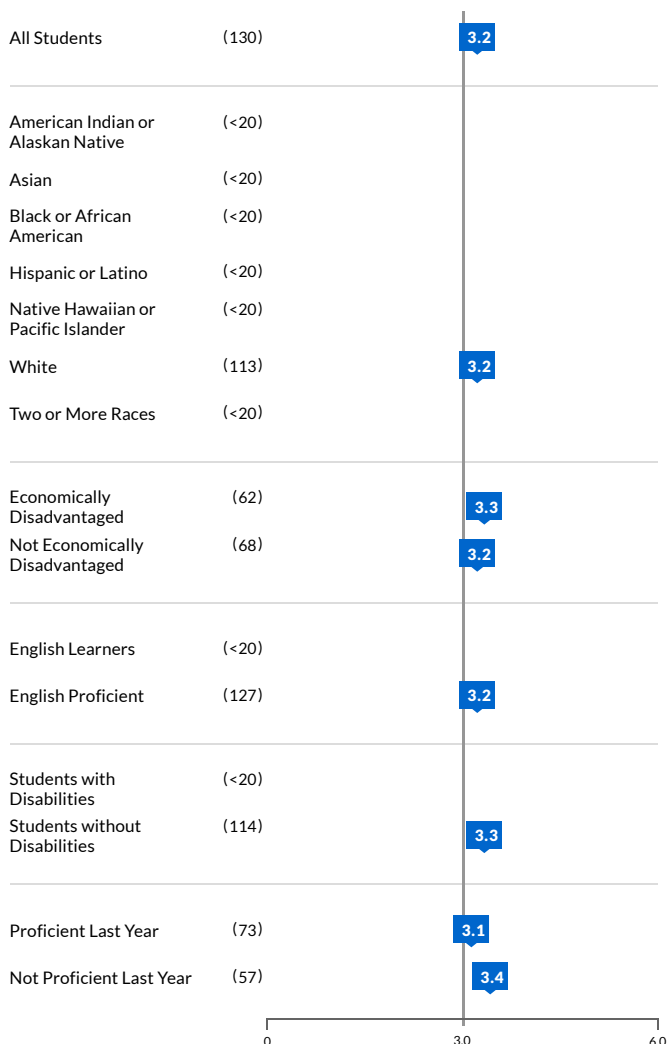 All Students (130) 3.2
American Indian or (<20)
Alaskan Native
Asian (<20)
Black or African (<20)
American
Hispanic or Latino (<20)
Native Hawaiian or (<20)
Pacific Islander
White (113) 3.2
Two or More Races (<20)
Economically (62) 3.3
Disadvantaged
Not Economically (68) 3.2
Disadvantaged
English Learners (<20)
English Proficient (127) 3.2
Students with (<20)
Disabilities
Students without (114) 3.3
Disabilities
Proficient Last Year (73) 3.1
Not Proficient Last Year (57) 3.4
0 3.0 6.0